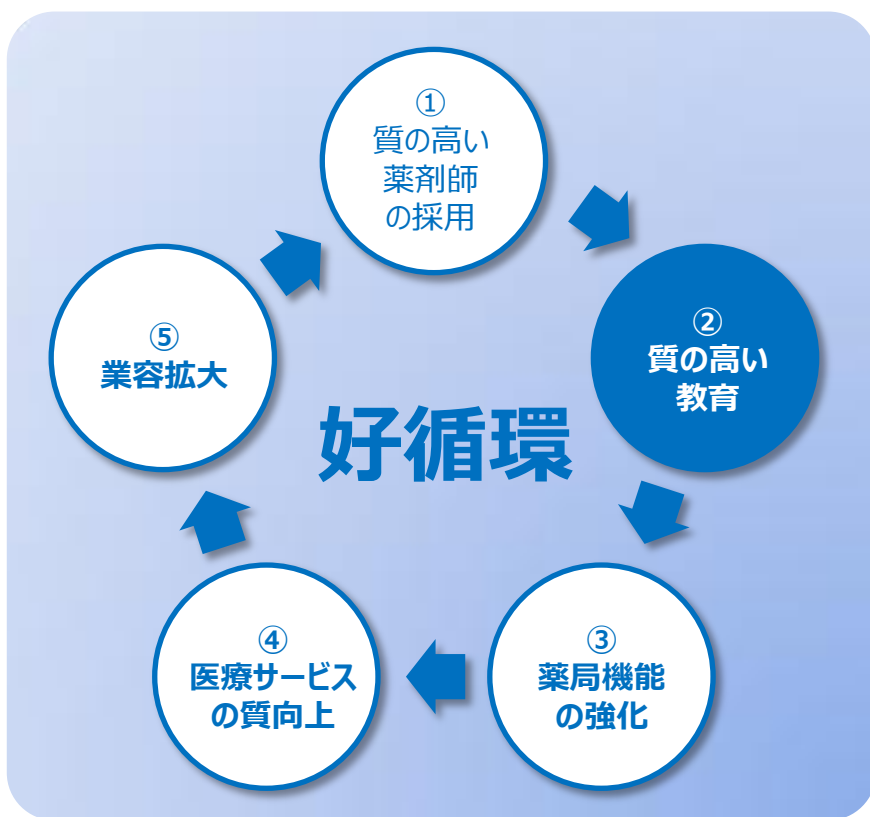 ①
質の高い
薬剤師
の採用
②
質の高い
教育
③
薬局機能
の強化
④
医療サービス
の質向上
⑤
業容拡大
好循環